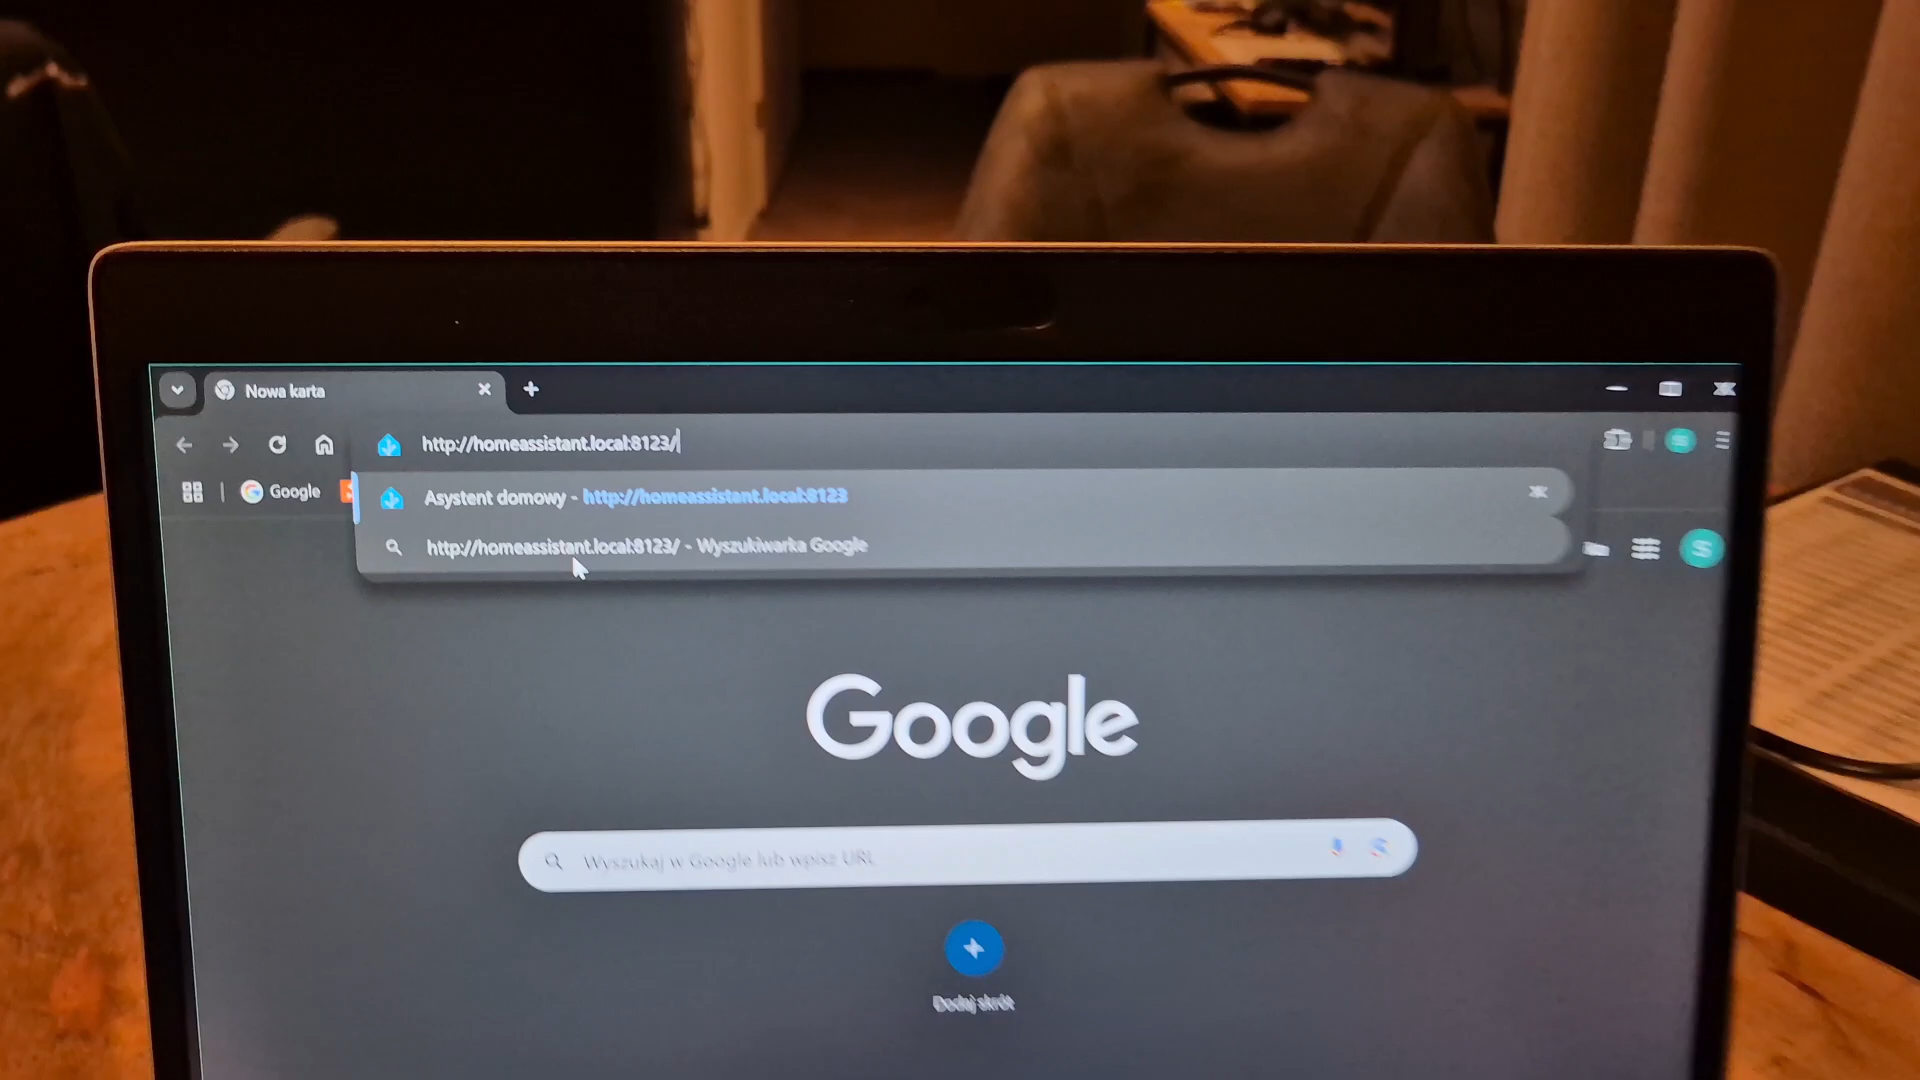 Nowa karta
http://homeassistant.local:8123/
Google
Asystent domowy - http://homeassistant.local:8123
http://homeassistant.local:8123/ - Wyszukiwarka Google
S
S
Google
Wyszukaj w Google lub wpisz URL
Dodaj skrót